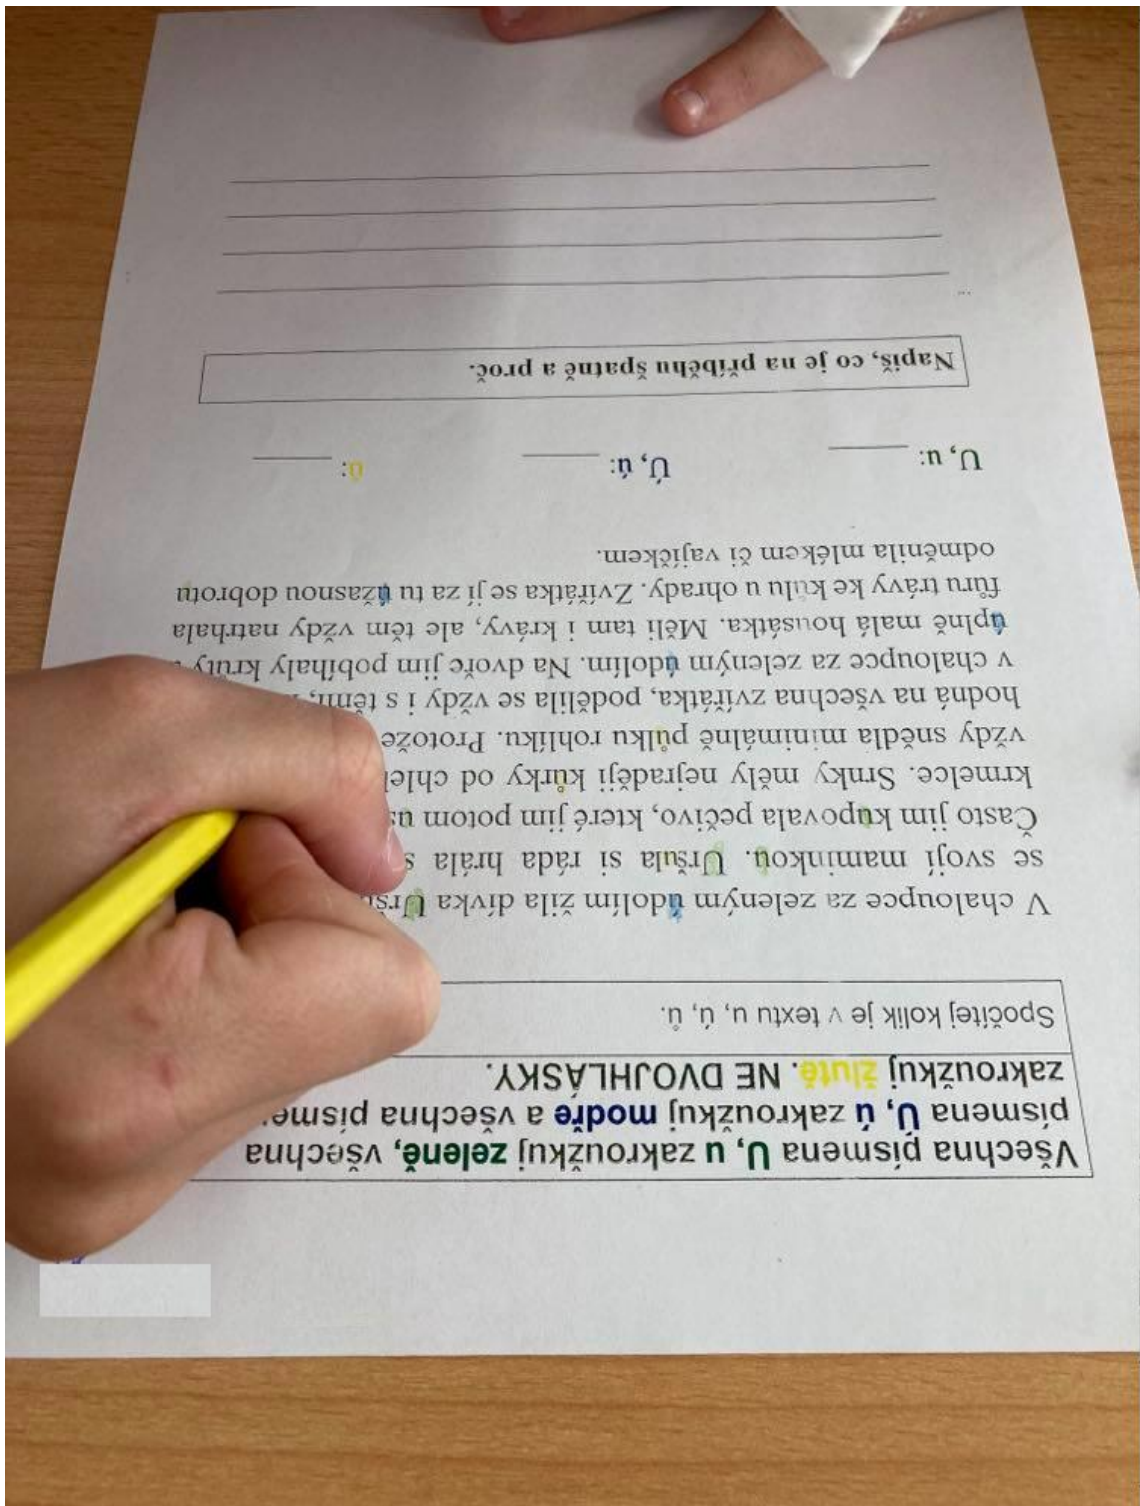 Všechna písmena U, u zakroužkuj zeleně, všechna
písmena Ú, ú zakroužkuj modře a všechna písme
zakroužkuj žlutě. NE DVOJHLÁSKY.
Spočítej kolik je v textu u, ú, ů.
V chaloupce za zeleným údolím žila dívka Urš
se svojí maminkou. Uršula si ráda hrála s
Často jim kupovala pečivo, které jim potom
krmelce. Srnky měly nejraději kůrky od chle
vždy snědla minimálně půlku rohlíku. Protože
hodná na všechna zvířátka, podělila se vždy i s těmi,
v chaloupce za zeleným údolím. Na dvoře jim pobíhaly krůty
úplně malá housátka. Měli tam i krávy, ale těm vždy natrhala
fůru trávy ke kůlu u ohrady. Zvířátka se jí za tu úžasnou dobrotu
odměnila mlékem či vajíčkem.
U, u: Ú, ú: ů:
Napiš, co je na příběhu špatně a proč.